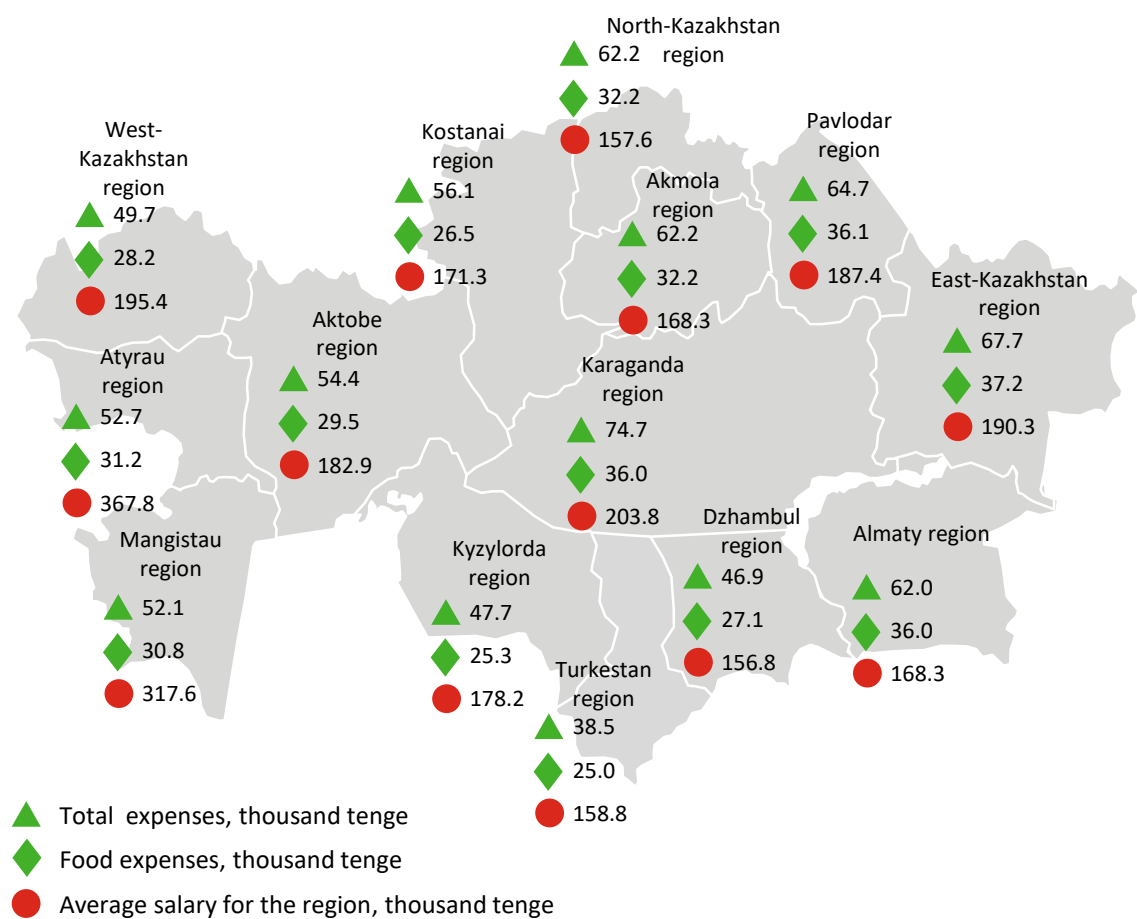 North-Kazakhstan
region
62.2
32.2
157.6
West-
Kazakhstan
region
49.7
28.2
195.4
Kostanai
region
56.1
26.5
171.3
Akmola
region
62.2
32.2
168.3
Pavlodar
region
64.7
36.1
187.4
East-Kazakhstan
region
67.7
37.2
190.3
Atyrau
region
52.7
31.2
367.8
Aktobe
region
54.4
29.5
182.9
Karaganda
region
74.7
36.0
203.8
Mangistau
region
52.1
30.8
317.6
Kyzylorda
region
47.7
25.3
178.2
Dzhambul
region
46.9
27.1
156.8
Almaty region
62.0
36.0
168.3
Turkestan
region
38.5
25.0
158.8
Total expenses, thousand tenge
Food expenses, thousand tenge
Average salary for the region, thousand tenge